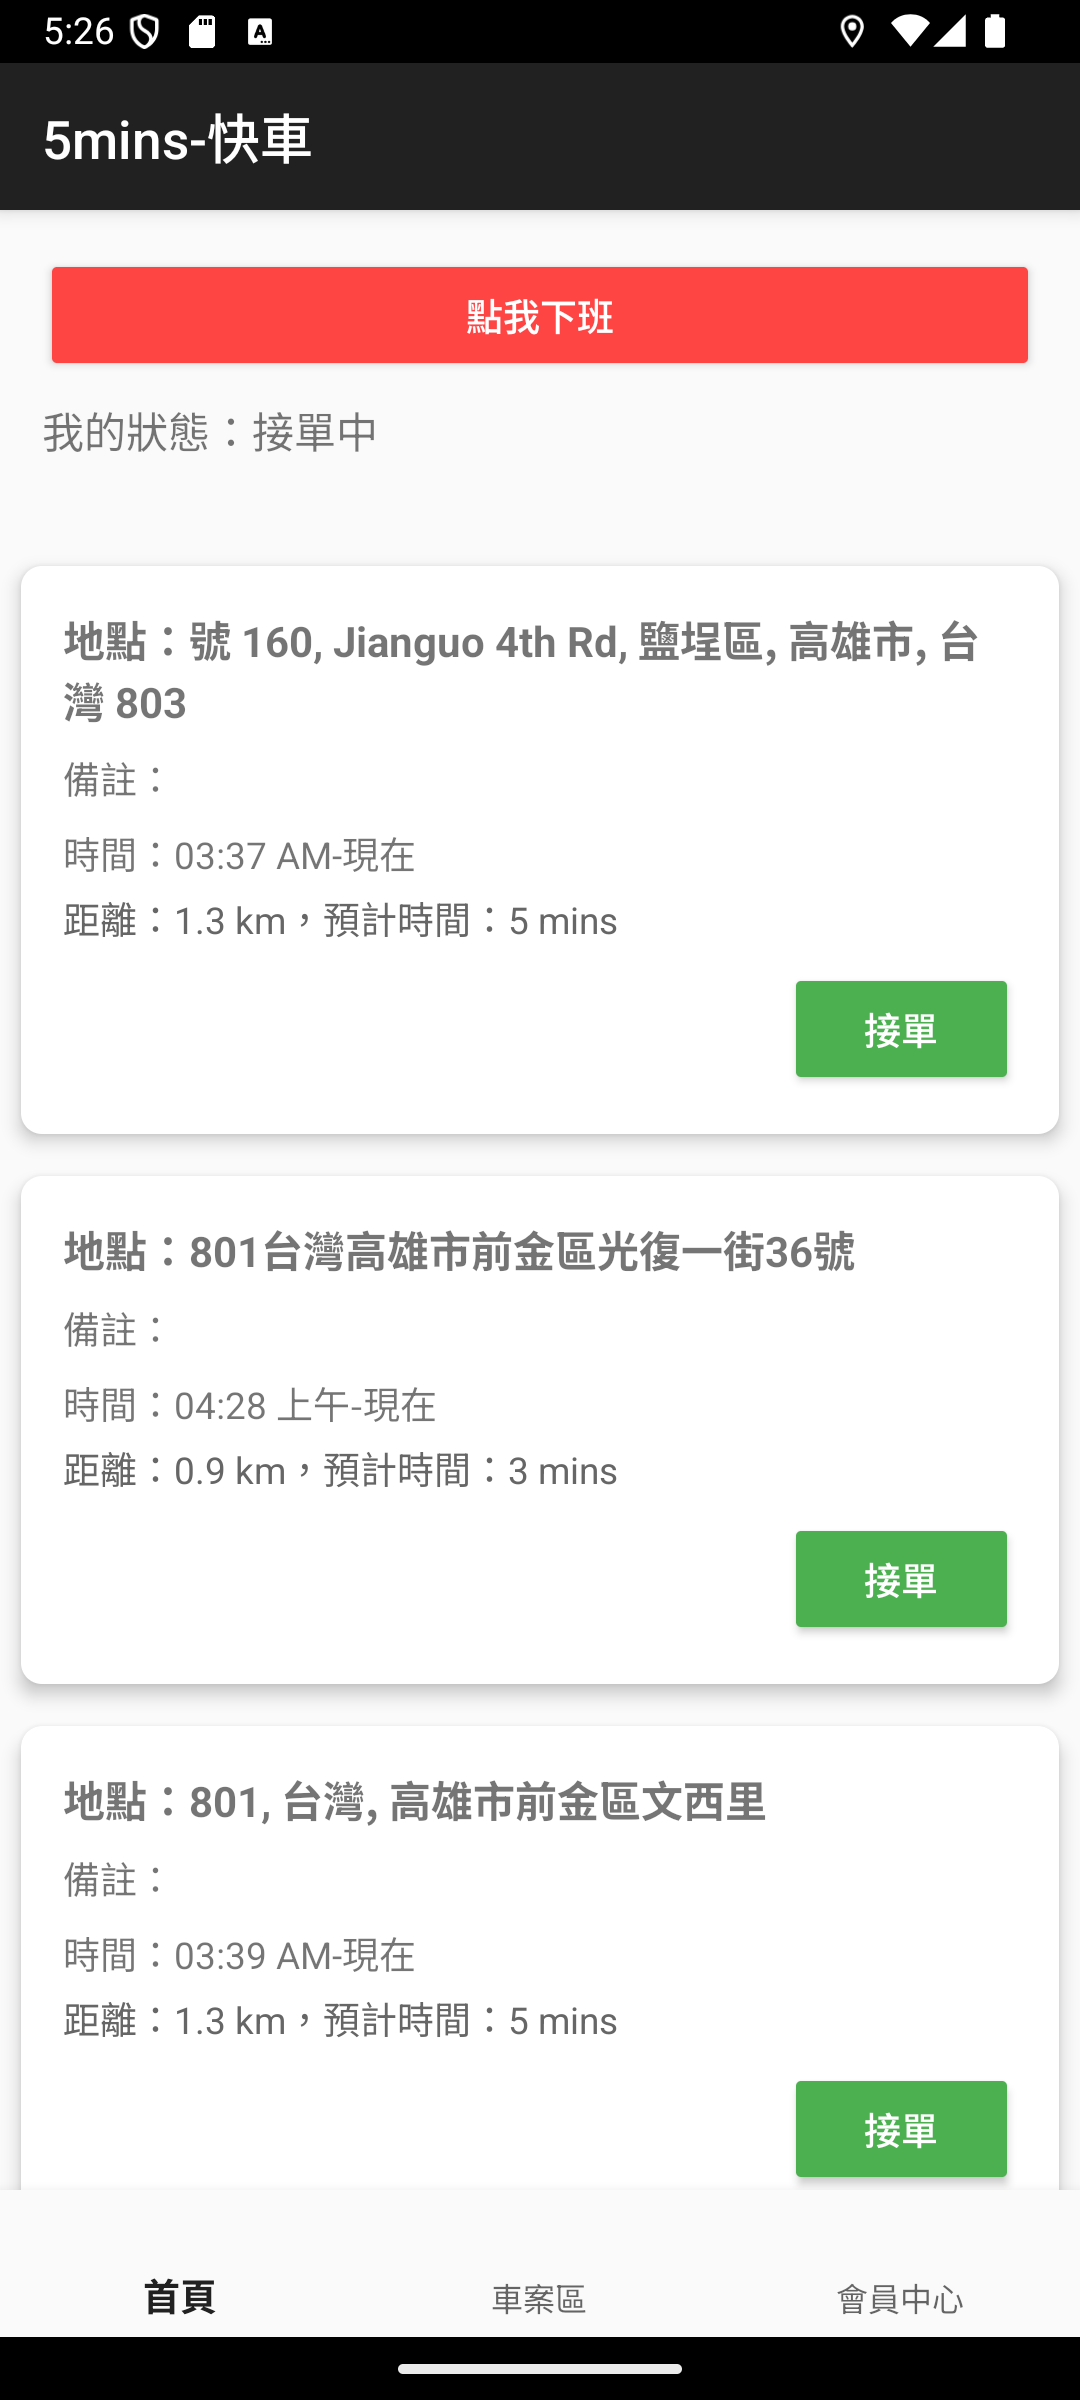 5:26
5mins-快車
點我下班
我的狀態：接單中
地點：號 160, Jianguo 4th Rd, 鹽埕區, 高雄市, 台
灣 803
備註：
時間：03:37 AM-現在
距離：1.3 km，預計時間：5 mins
接單
地點：801台灣高雄市前金區光復一街36號
備註：
時間：04:28 上午-現在
距離：0.9 km，預計時間：3 mins
接單
地點：801, 台灣, 高雄市前金區文西里
備註：
時間：03:39 AM-現在
距離：1.3 km，預計時間：5 mins
接單
首頁
車案區
會員中心